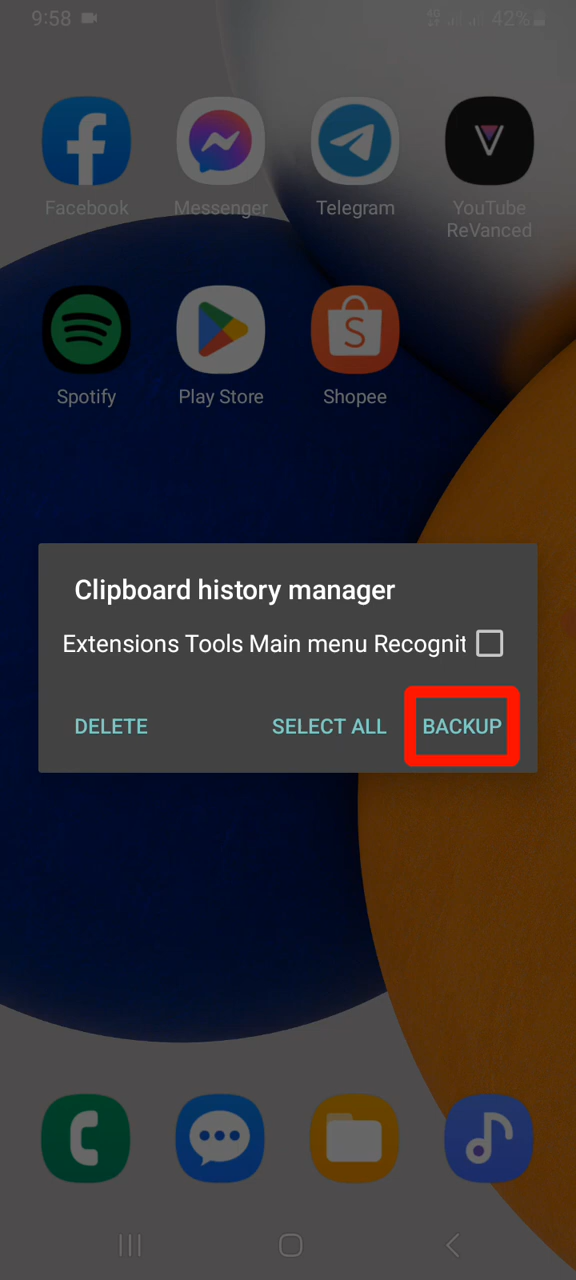 9:58 4G 42%
Facebook Messenger Telegram YouTube ReVanced
Spotify Play Store Shopee
Clipboard history manager
Extensions Tools Main menu Recognit
DELETE SELECT ALL BACKUP